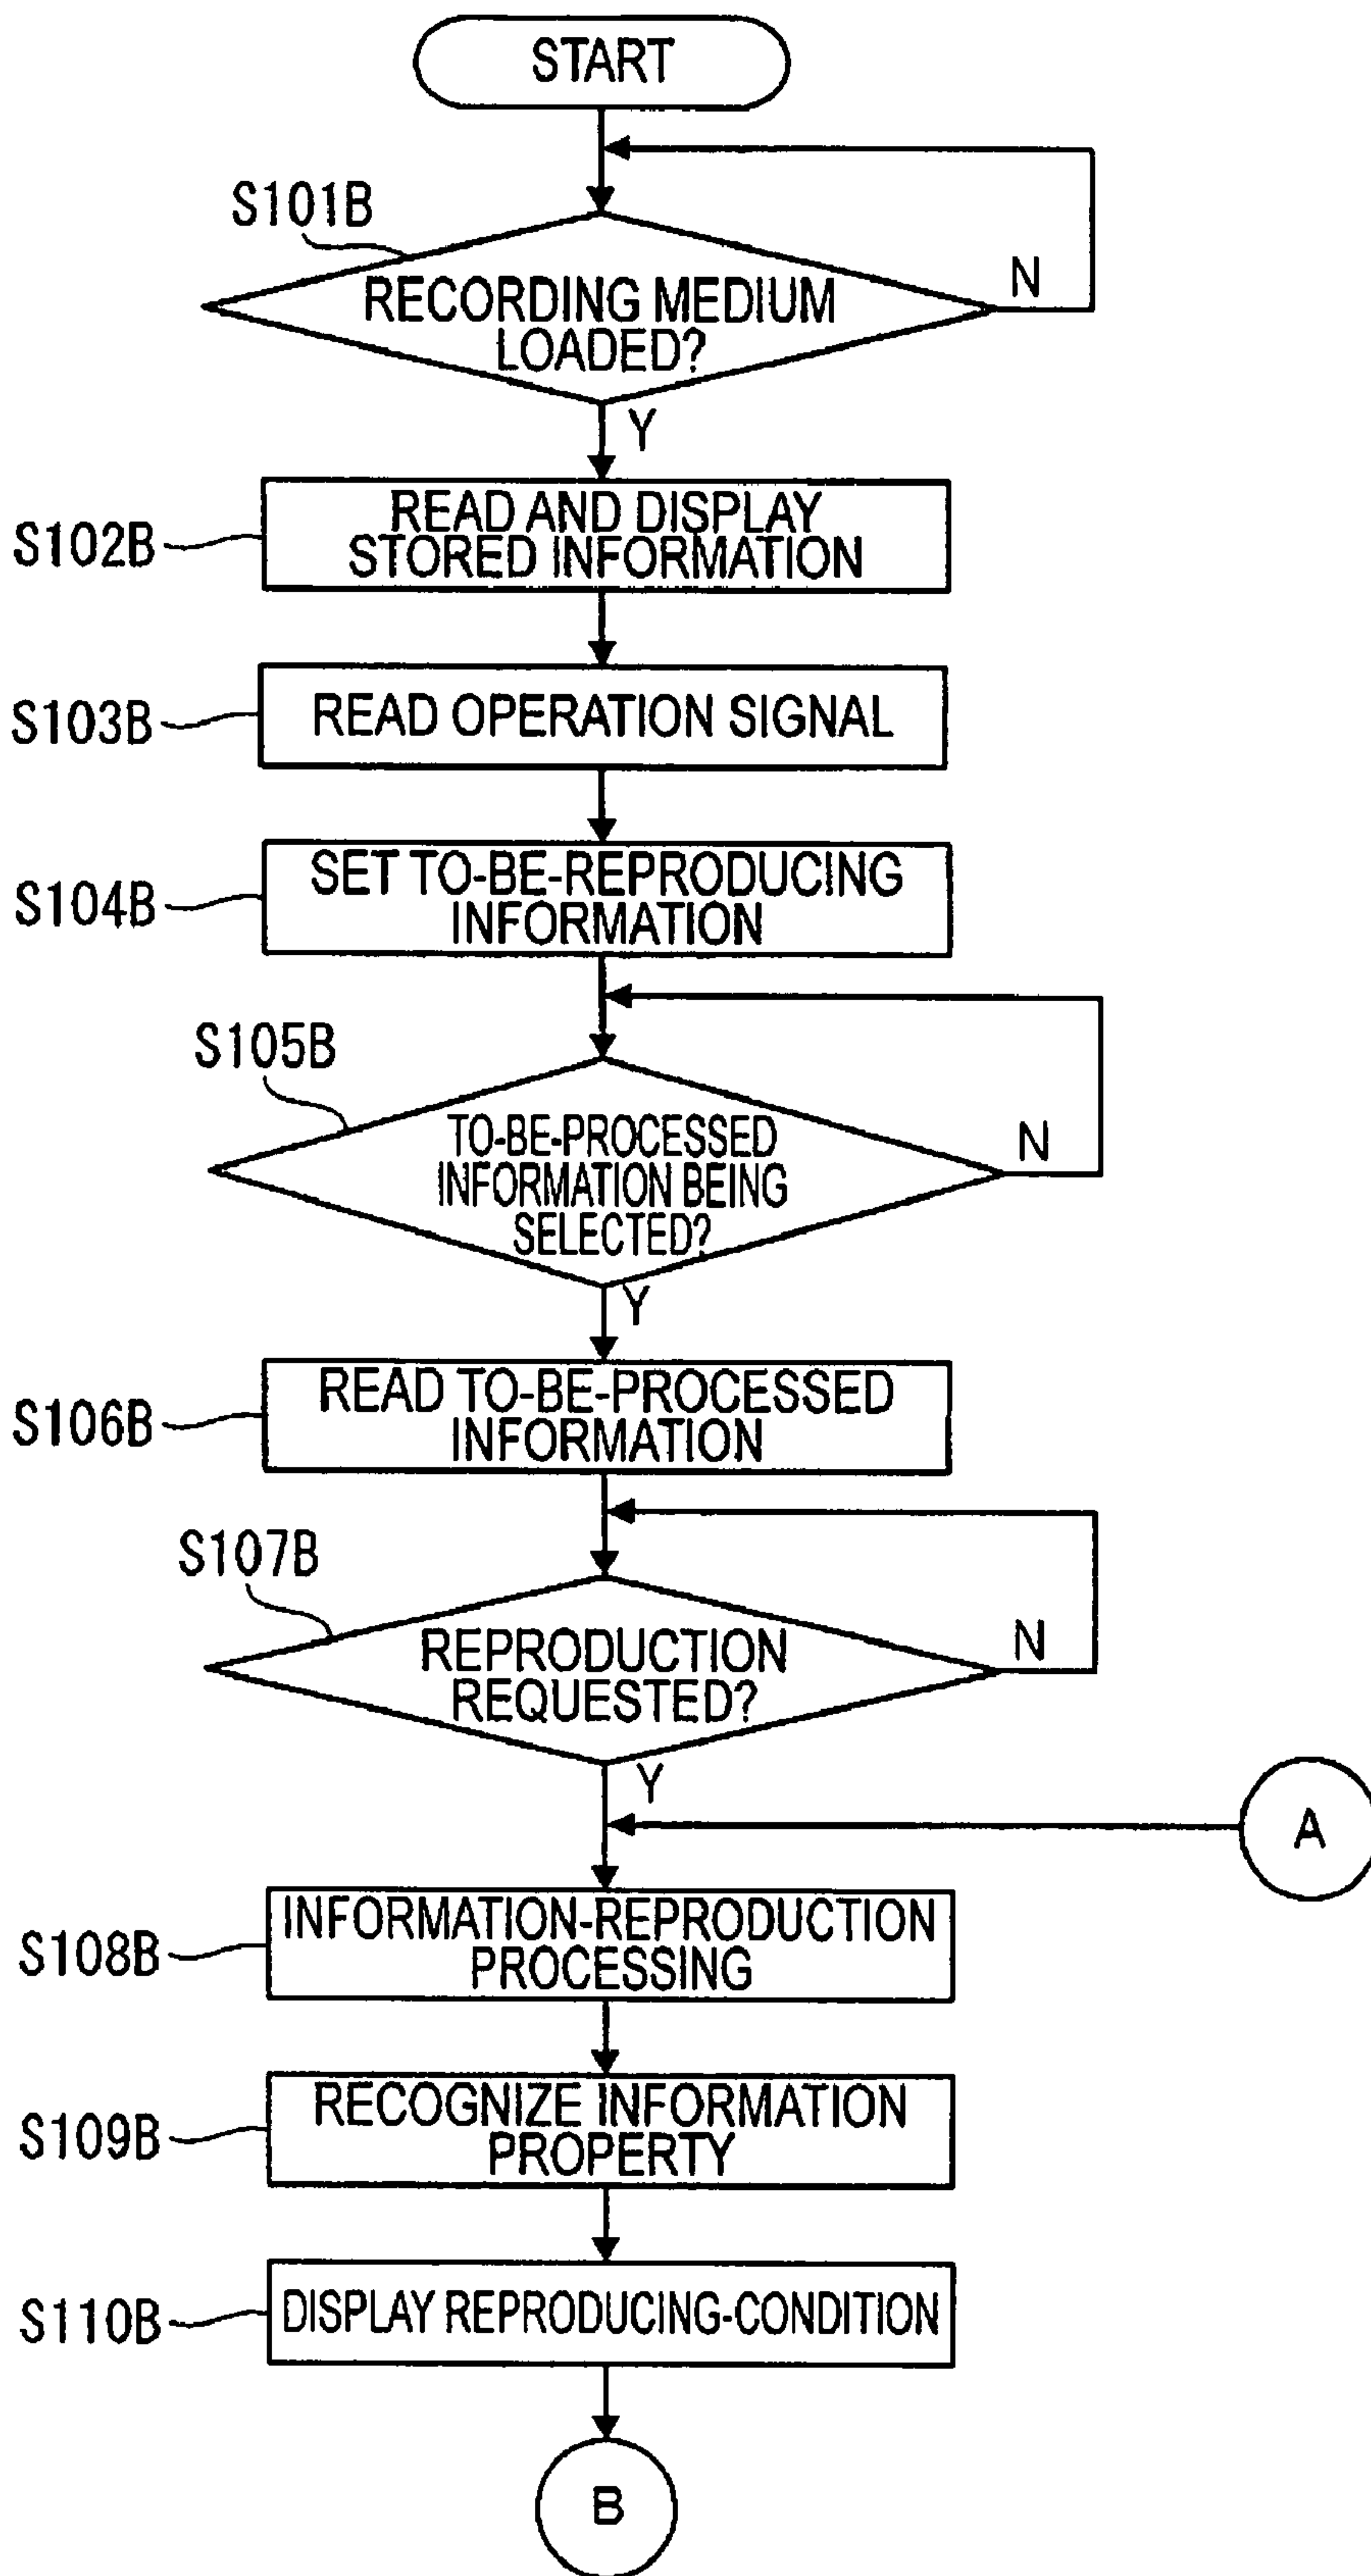 START
S101B
RECORDING MEDIUM
LOADED?
N
Y
S102B
READ AND DISPLAY
STORED INFORMATION
S103B
READ OPERATION SIGNAL
S104B
SET TO-BE-REPRODUCING
INFORMATION
S105B
TO-BE-PROCESSED
INFORMATION BEING
SELECTED?
N
Y
S106B
READ TO-BE-PROCESSED
INFORMATION
S107B
REPRODUCTION
REQUESTED?
N
Y
A
S108B
INFORMATION-REPRODUCTION
PROCESSING
S109B
RECOGNIZE INFORMATION
PROPERTY
S110B
DISPLAY REPRODUCING-CONDITION
B